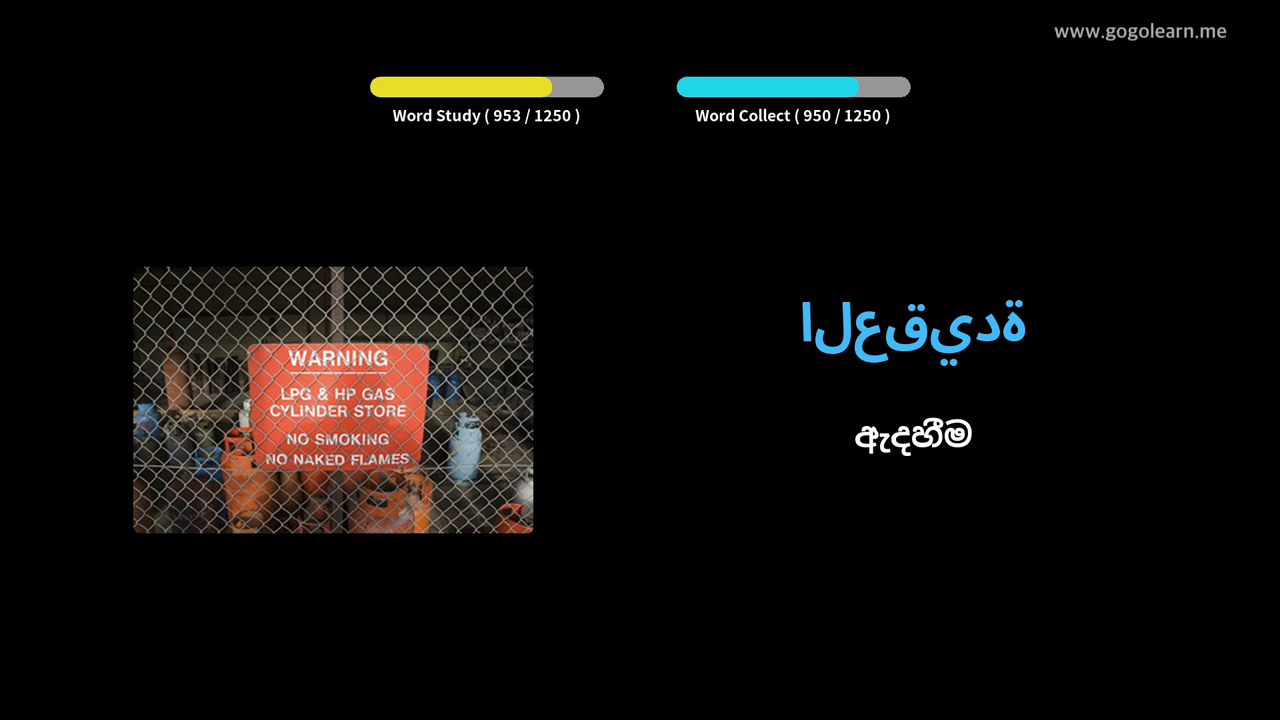 www.gogolearn.me
Word Study ( 953 / 1250 )
Word Collect ( 950 / 1250 )
WARNING
LPG & HP GAS
CYLINDER STORE
NO SMOKING
NO NAKED FLAMES
العقيدة
ඇදහීම